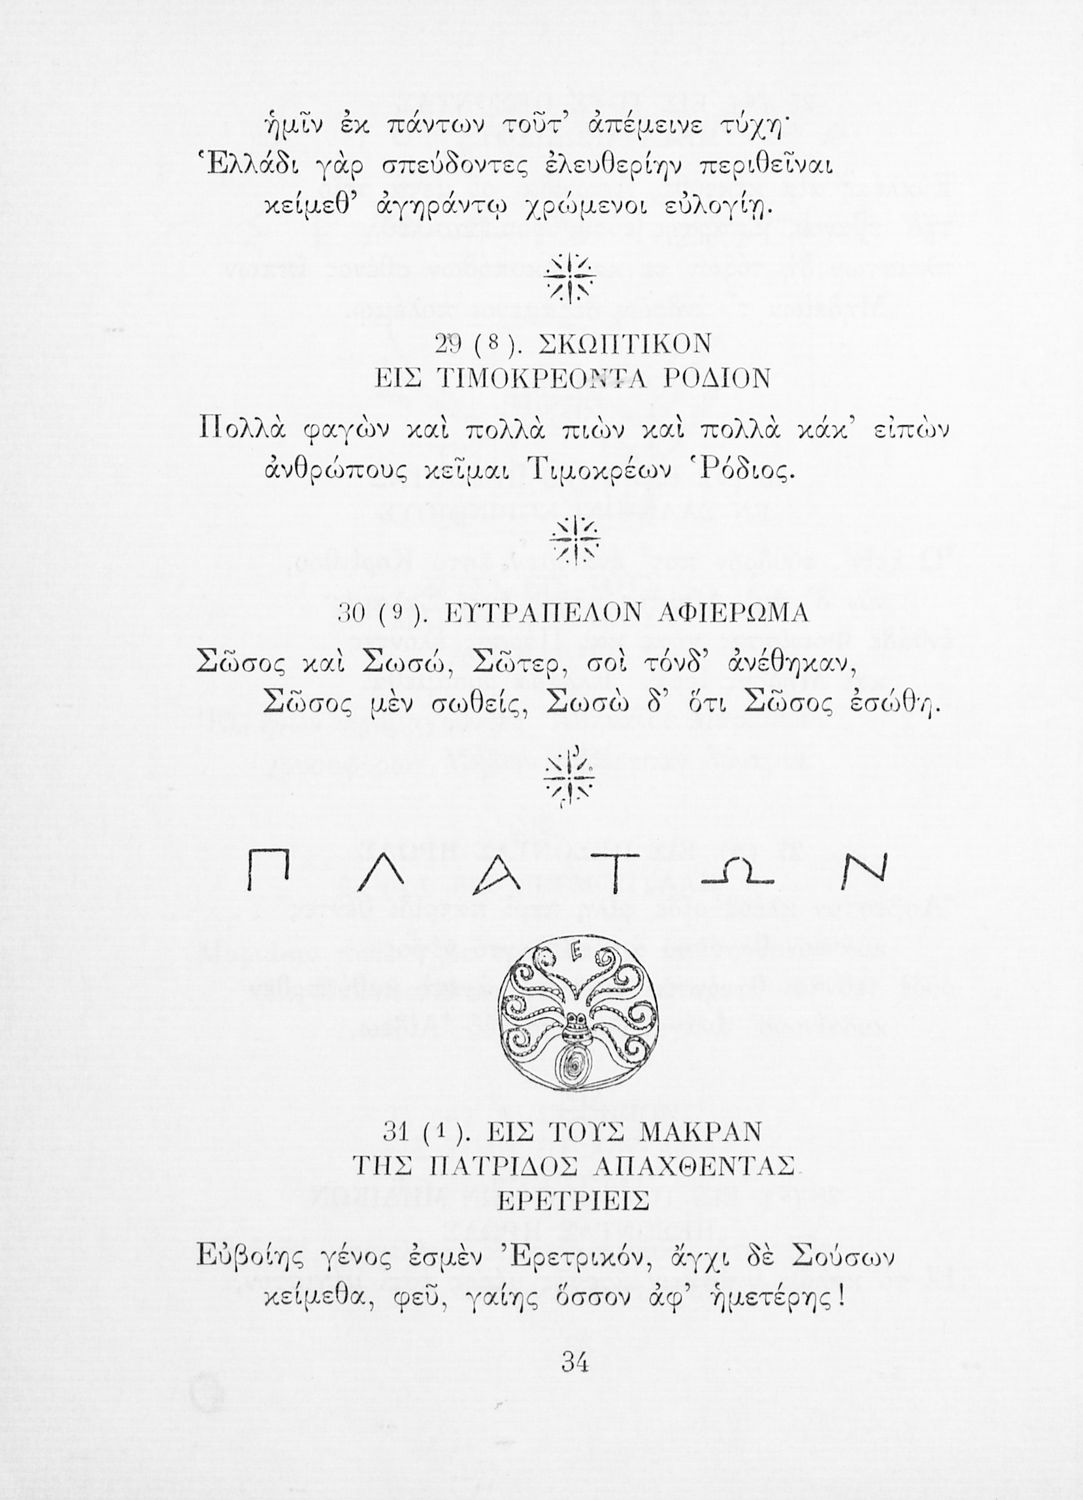 ἡμῖν ἐκ πάντων τοῦτ’ ἀπέμεινε τύχη·
Ἑλλάδι γὰρ σπεύδοντες ἐλευθερίην περιθεῖναι
κείμεθ’ ἀγηράντῳ χρώμενοι εὐλογίῃ.
29 (8). ΣΚΩΠΤΙΚΟΝ
ΕΙΣ ΤΙΜΟΚΡΕΟΝΤΑ ΡΟΔΙΟΝ
Πολλὰ φαγὼν καὶ πολλὰ πιὼν καὶ πολλὰ κάκ’ εἰπὼν
ἀνθρώπους κεῖμαι Τιμοκρέων Ῥόδιος.
30 (9). ΕΥΤΡΑΠΕΛΟΝ ΑΦΙΕΡΩΜΑ
Σῶσος καὶ Σωσώ, Σῶτερ, σοὶ τόνδ’ ἀνέθηκαν,
Σῶσος μὲν σωθείς, Σωσὼ δ’ ὅτι Σῶσος ἐσώθη.
ΠΛΑΤΩΝ
Ε
31 (1). ΕΙΣ ΤΟΥΣ ΜΑΚΡΑΝ
ΤΗΣ ΠΑΤΡΙΔΟΣ ΑΠΑΧΘΕΝΤΑΣ
ΕΡΕΤΡΙΕΙΣ
Εὐβοίης γένος ἐσμὲν Ἐρετρικόν, ἄγχι δὲ Σούσων
κείμεθα, φεῦ, γαίης ὅσσον ἀφ’ ἡμετέρης!
34